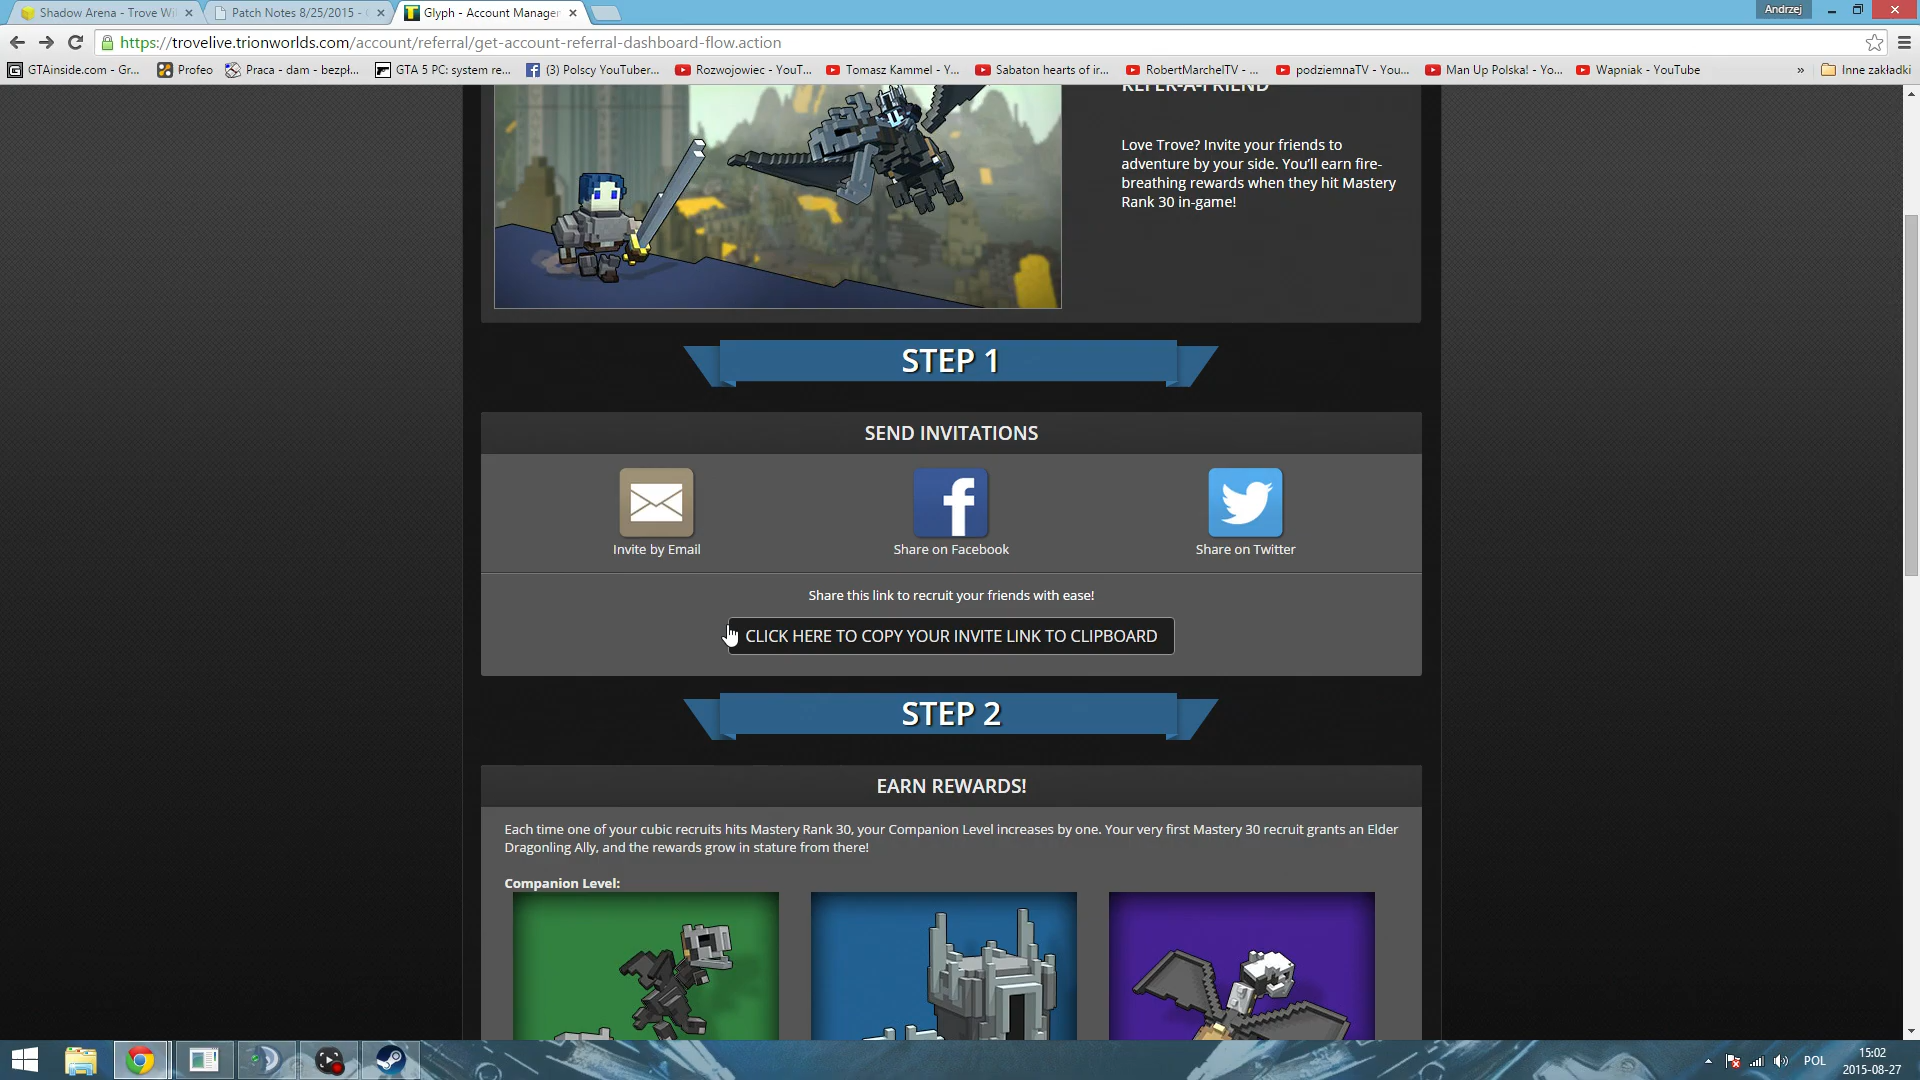 Shadow Arena - Trove Wi
Patch Notes 8/25/2015 -
Glyph - Account Manager
Andrzej
https://trovelive.trionworlds.com/account/referral/get-account-referral-dashboard-flow.action
GTAinside.com - Gr...
Profeo
Praca - dam - bezpł...
GTA 5 PC: system re...
(3) Polscy YouTuber...
Rozwojowiec - YouT...
Tomasz Kammel - Y...
Sabaton hearts of ir...
RobertMarchelTV - ...
podziemnaTV - You...
Man Up Polska! - Yo...
Wapniak - YouTube
»
Inne zakładki
REFER-A-FRIEND
Love Trove? Invite your friends to
adventure by your side. You'll earn fire-
breathing rewards when they hit Mastery
Rank 30 in-game!
STEP 1
SEND INVITATIONS
Invite by Email
Share on Facebook
Share on Twitter
Share this link to recruit your friends with ease!
CLICK HERE TO COPY YOUR INVITE LINK TO CLIPBOARD
STEP 2
EARN REWARDS!
Each time one of your cubic recruits hits Mastery Rank 30, your Companion Level increases by one. Your very first Mastery 30 recruit grants an Elder
Dragonling Ally, and the rewards grow in stature from there!
Companion Level:
POL
15:02
2015-08-27